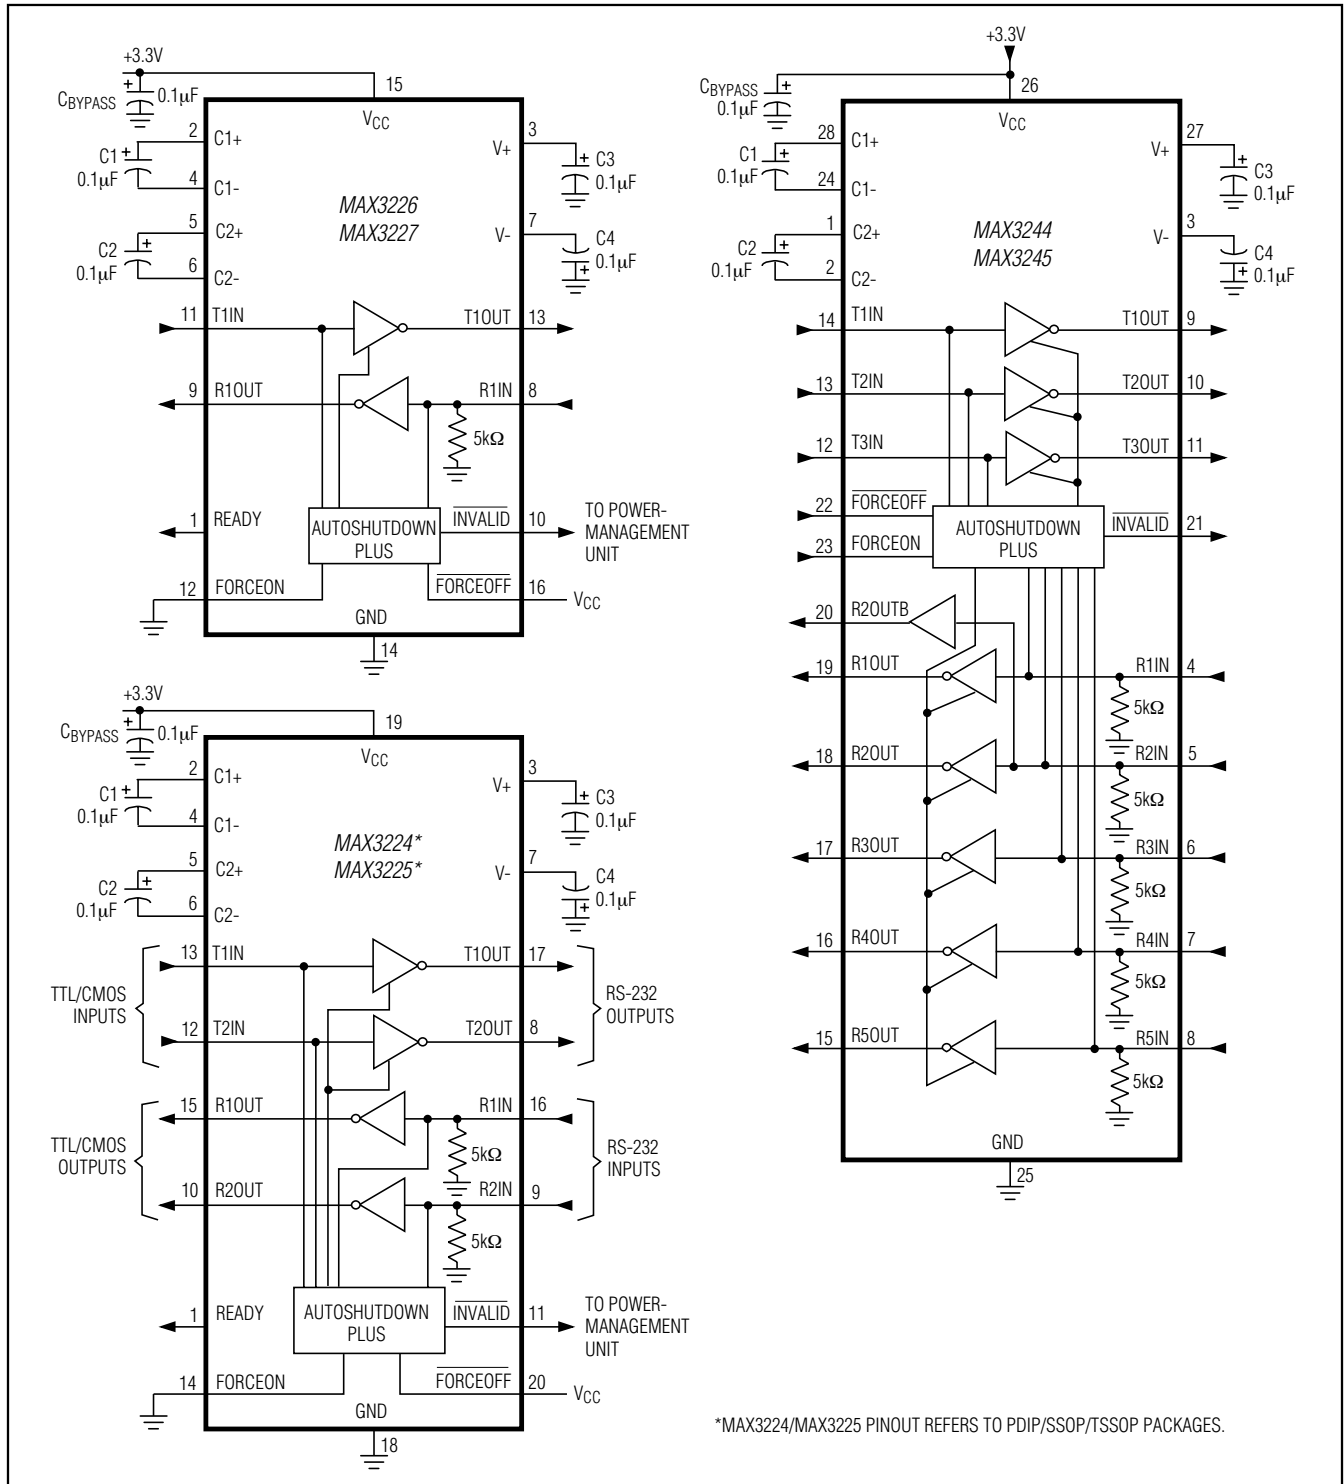 +3.3V
CBYPASS
0.1µF
15
VCC
2
C1+
C1
0.1µF
4
C1-
5
C2+
C2
0.1µF
6
C2-
3
V+
C3
0.1µF
7
V-
C4
0.1µF
MAX3226
MAX3227
11 T1IN
T1OUT 13
9 R1OUT
R1IN 8
5kΩ
1 READY
AUTOSHUTDOWN
PLUS
INVALID 10
TO POWER-
MANAGEMENT
UNIT
12 FORCEON
FORCEOFF 16
VCC
GND
14
+3.3V
CBYPASS
0.1µF
19
VCC
2
C1+
C1
0.1µF
4
C1-
5
C2+
C2
0.1µF
6
C2-
3
V+
C3
0.1µF
7
V-
C4
0.1µF
MAX3224*
MAX3225*
TTL/CMOS
INPUTS
13 T1IN
T1OUT 17
12 T2IN
T2OUT 8
RS-232
OUTPUTS
TTL/CMOS
OUTPUTS
15 R1OUT
R1IN 16
5kΩ
10 R2OUT
R2IN 9
5kΩ
RS-232
INPUTS
1 READY
AUTOSHUTDOWN
PLUS
INVALID 11
TO POWER-
MANAGEMENT
UNIT
14 FORCEON
FORCEOFF 20
VCC
GND
18
+3.3V
CBYPASS
0.1µF
26
VCC
28
C1+
C1
0.1µF
24
C1-
1
C2+
C2
0.1µF
2
C2-
27
V+
C3
0.1µF
3
V-
C4
0.1µF
MAX3244
MAX3245
14 T1IN
T1OUT 9
13 T2IN
T2OUT 10
12 T3IN
T3OUT 11
22 FORCEOFF
23 FORCEON
AUTOSHUTDOWN
PLUS
INVALID 21
20 R2OUTB
19 R1OUT
R1IN 4
5kΩ
18 R2OUT
R2IN 5
5kΩ
17 R3OUT
R3IN 6
5kΩ
16 R4OUT
R4IN 7
5kΩ
15 R5OUT
R5IN 8
5kΩ
GND
25
*MAX3224/MAX3225 PINOUT REFERS TO PDIP/SSOP/TSSOP PACKAGES.